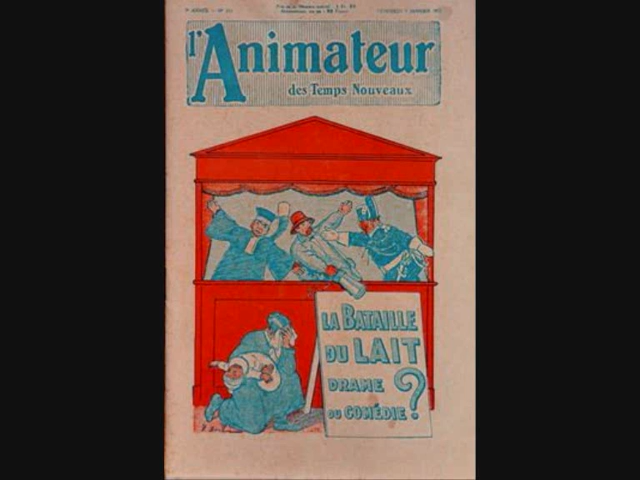 l'Animateur
des Temps Nouveaux
LA BATAILLE
DU LAIT
DRAME
OU COMÉDIE ?